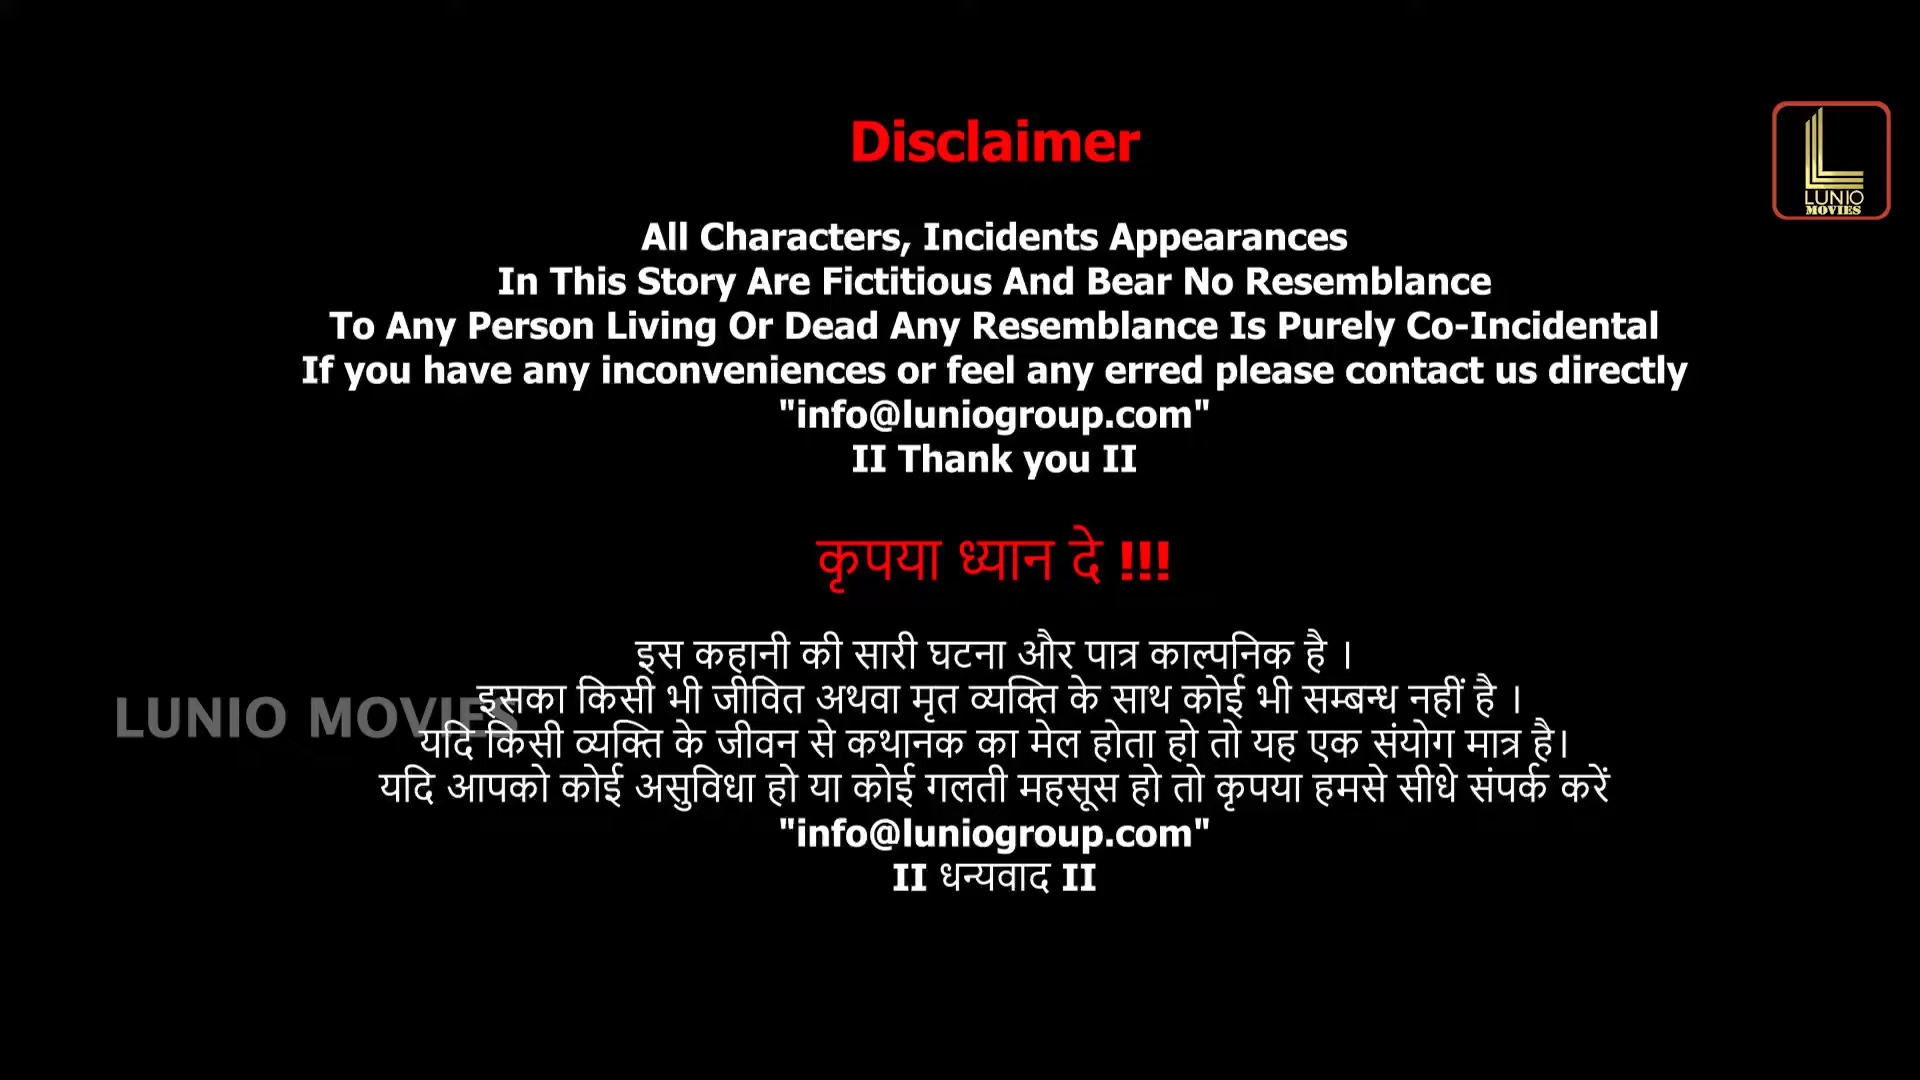 Disclaimer
LUNIO
MOVIES
All Characters, Incidents Appearances
In This Story Are Fictitious And Bear No Resemblance
To Any Person Living Or Dead Any Resemblance Is Purely Co-Incidental
If you have any inconveniences or feel any erred please contact us directly
"info@luniogroup.com"
II Thank you II
कृपया ध्यान दे !!!
इस कहानी की सारी घटना और पात्र काल्पनिक है ।
इसका किसी भी जीवित अथवा मृत व्यक्ति के साथ कोई भी सम्बन्ध नहीं है ।
LUNIO MOVIES
यदि किसी व्यक्ति के जीवन से कथानक का मेल होता हो तो यह एक संयोग मात्र है।
यदि आपको कोई असुविधा हो या कोई गलती महसूस हो तो कृपया हमसे सीधे संपर्क करें
"info@luniogroup.com"
II धन्यवाद II